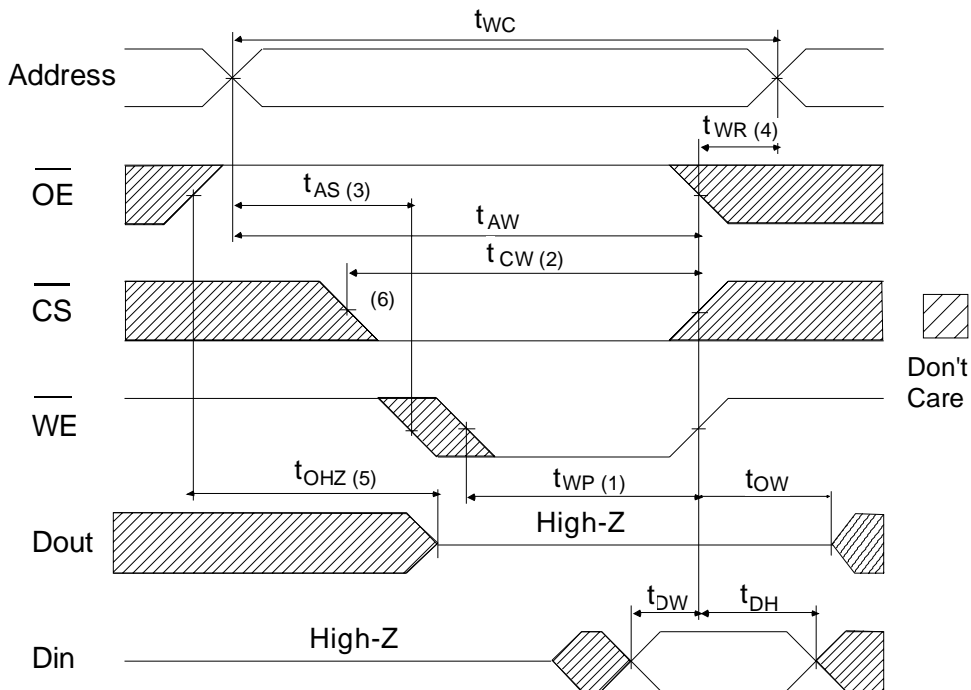 tWC
Address
tWR (4)
OE
tAS (3)
tAW
tCW (2)
CS
(6)
Don't
Care
WE
tOHZ (5)
tWP (1)
tOW
Dout
High-Z
tDW
tDH
Din
High-Z